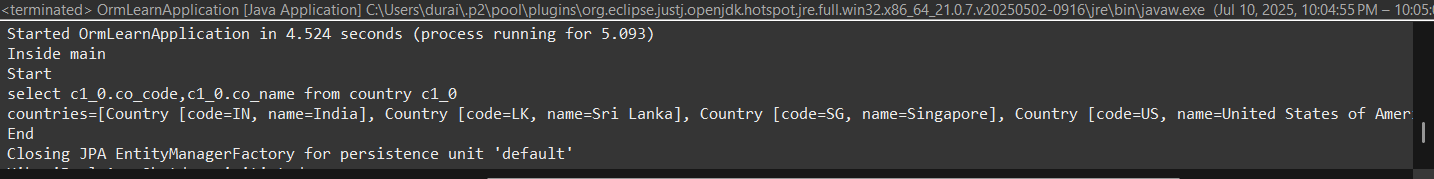 <terminated> OrmLearnApplication [Java Application] C:\Users\durai\.p2\pool\plugins\org.eclipse.justj.openjdk.hotspot.jre.full.win32.x86_64_21.0.7.v20250502-0916\jre\bin\javaw.exe (Jul 10, 2025, 10:04:55 PM – 10:05:0
Started OrmLearnApplication in 4.524 seconds (process running for 5.093)
Inside main
Start
select c1_0.co_code,c1_0.co_name from country c1_0
countries=[Country [code=IN, name=India], Country [code=LK, name=Sri Lanka], Country [code=SG, name=Singapore], Country [code=US, name=United States of Amer
End
Closing JPA EntityManagerFactory for persistence unit 'default'